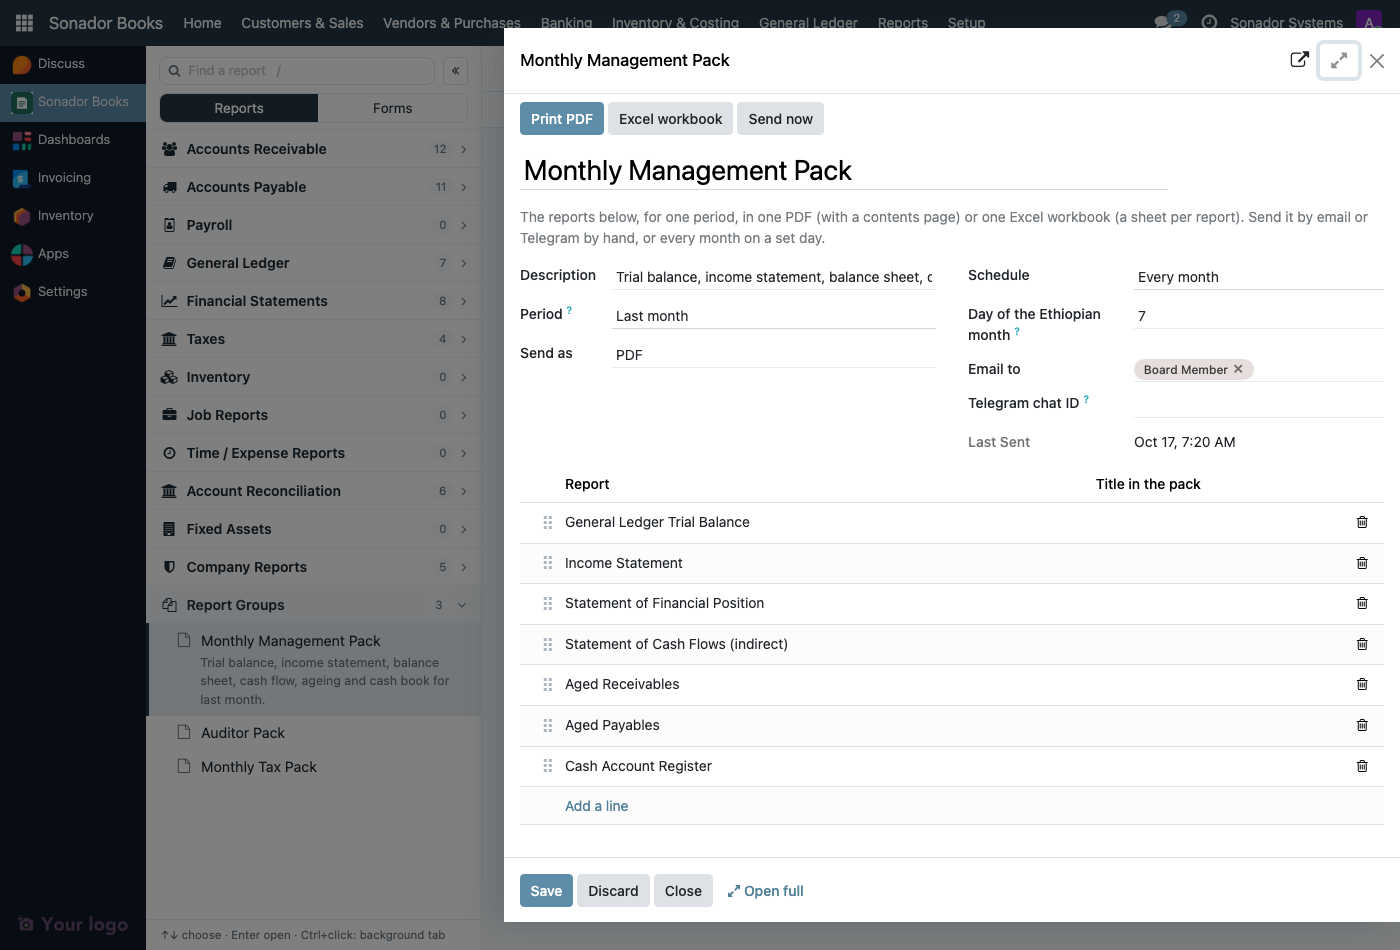 Sonador Books Home Customers & Sales Vendors & Purchases Banking Inventory & Costing General Ledger Reports Setup 2 Sonador Systems A
Discuss
Sonador Books
Dashboards
Invoicing
Inventory
Apps
Settings
Your logo
Find a report /
«
Reports Forms
Accounts Receivable 12
Accounts Payable 11
Payroll 0
General Ledger 7
Financial Statements 8
Taxes 4
Inventory 0
Job Reports 0
Time / Expense Reports 0
Account Reconciliation 6
Fixed Assets 0
Company Reports 5
Report Groups 3
Monthly Management Pack
Trial balance, income statement, balance
sheet, cash flow, ageing and cash book for
last month.
Auditor Pack
Monthly Tax Pack
↑↓ choose · Enter open · Ctrl+click: background tab
Monthly Management Pack
Print PDF Excel workbook Send now
Monthly Management Pack
The reports below, for one period, in one PDF (with a contents page) or one Excel workbook (a sheet per report). Send it by email or
Telegram by hand, or every month on a set day.
Description Trial balance, income statement, balance sheet, c
Period ? Last month
Send as PDF
Schedule Every month
Day of the Ethiopian 7
month ?
Email to Board Member ✕
Telegram chat ID ?
Last Sent Oct 17, 7:20 AM
Report Title in the pack
General Ledger Trial Balance
Income Statement
Statement of Financial Position
Statement of Cash Flows (indirect)
Aged Receivables
Aged Payables
Cash Account Register
Add a line
Save Discard Close Open full